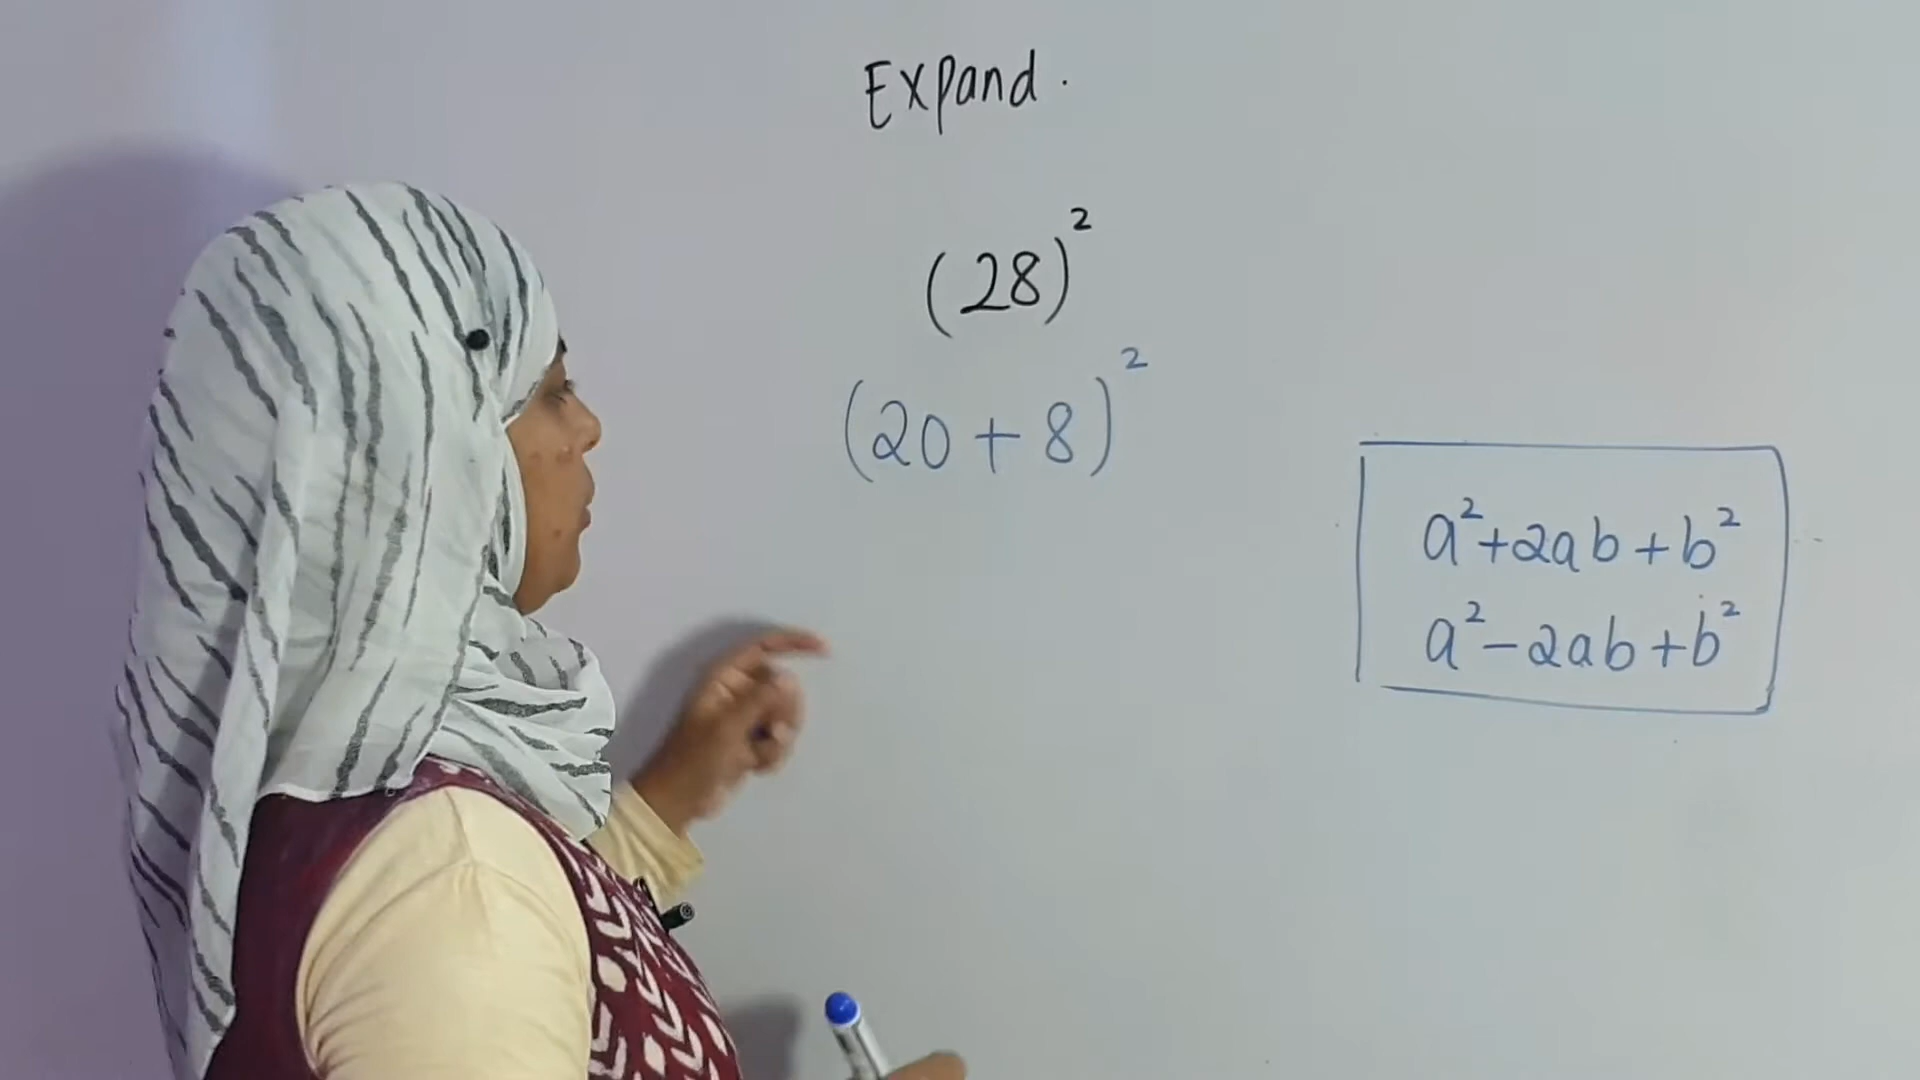 Expand.
(28)²
(20 + 8)²
a²+2ab+b²
a²-2ab+b²